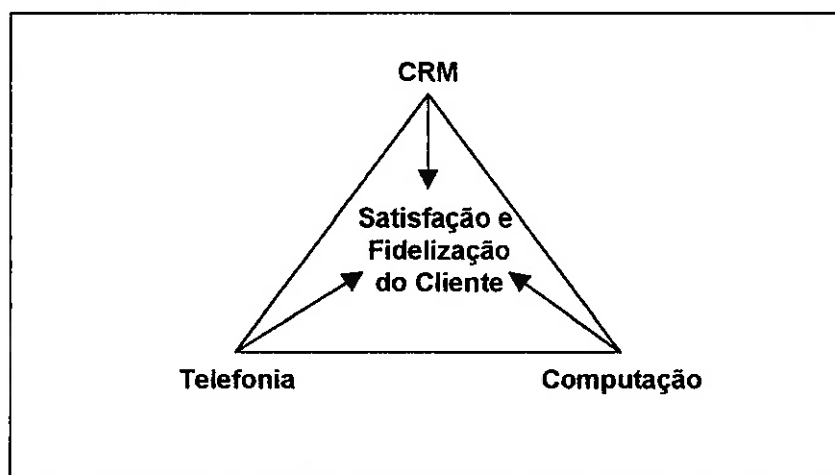 CRM
Satisfação e
Fidelização
do Cliente
Telefonia
Computação